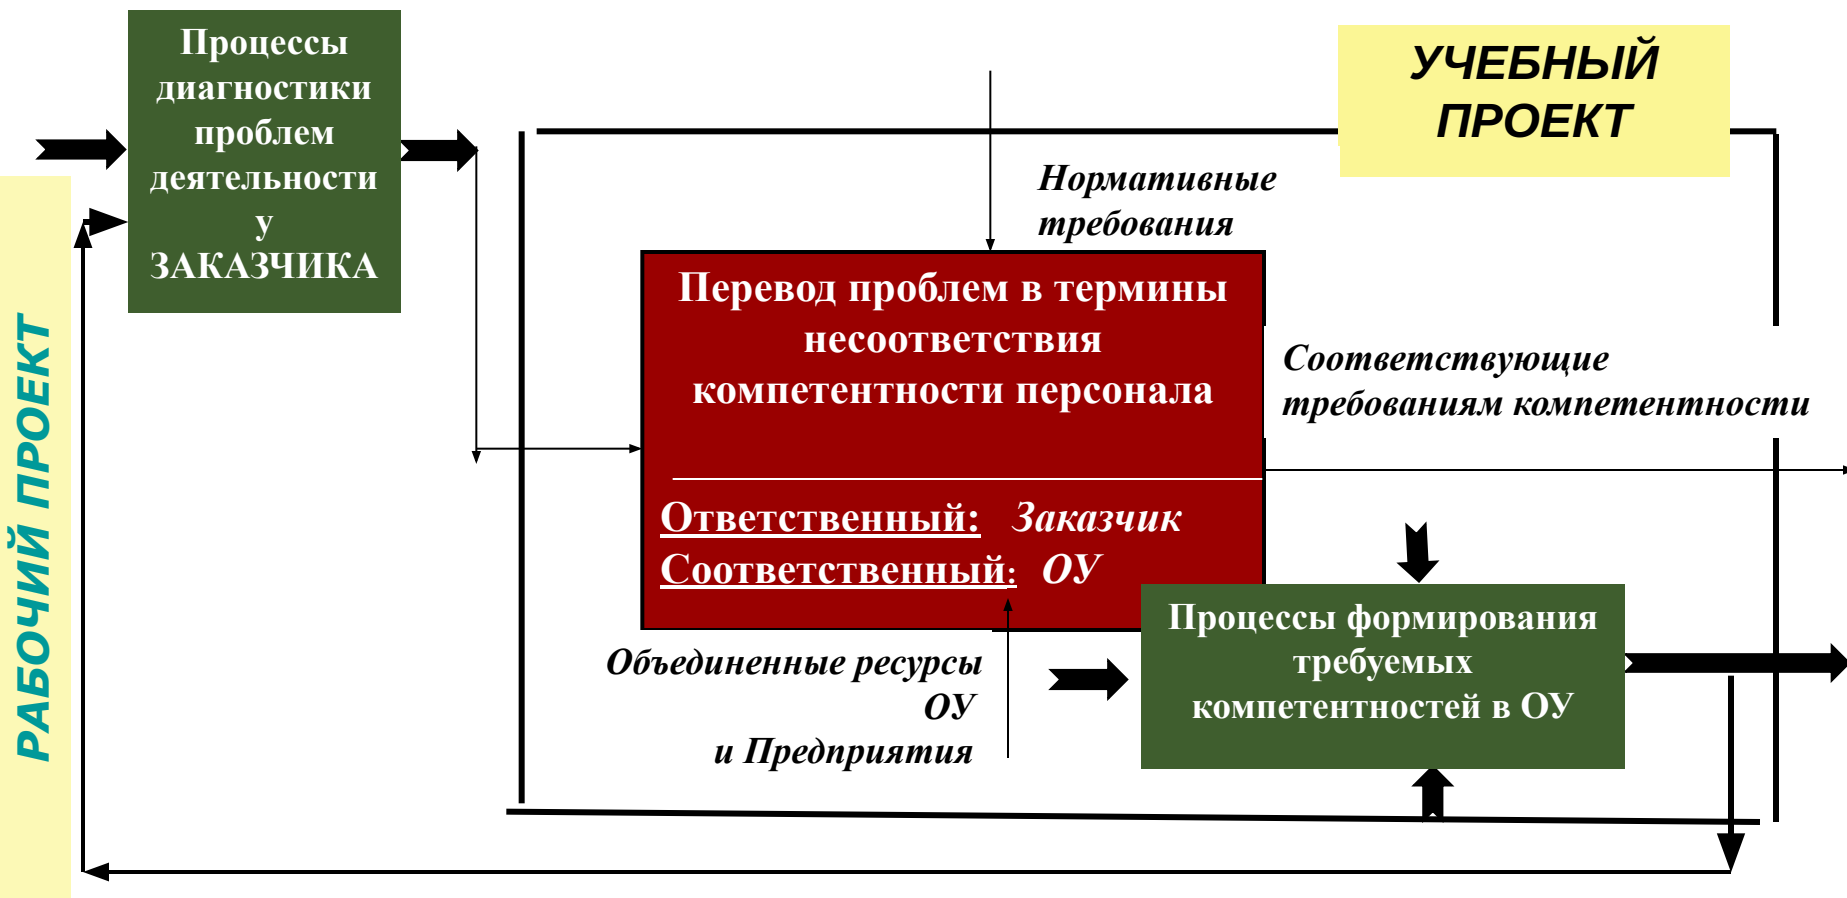 Процессы
диагностики
проблем
деятельности
у
ЗАКАЗЧИКА
УЧЕБНЫЙ
ПРОЕКТ
Нормативные
требования
РАБОЧИЙ ПРОЕКТ
Перевод проблем в термины
несоответствия
компетентности персонала
Ответственный: Заказчик
Соответственный: ОУ
Соответствующие
требованиям компетентности
Объединенные ресурсы
ОУ
и Предприятия
Процессы формирования
требуемых
компетентностей в ОУ